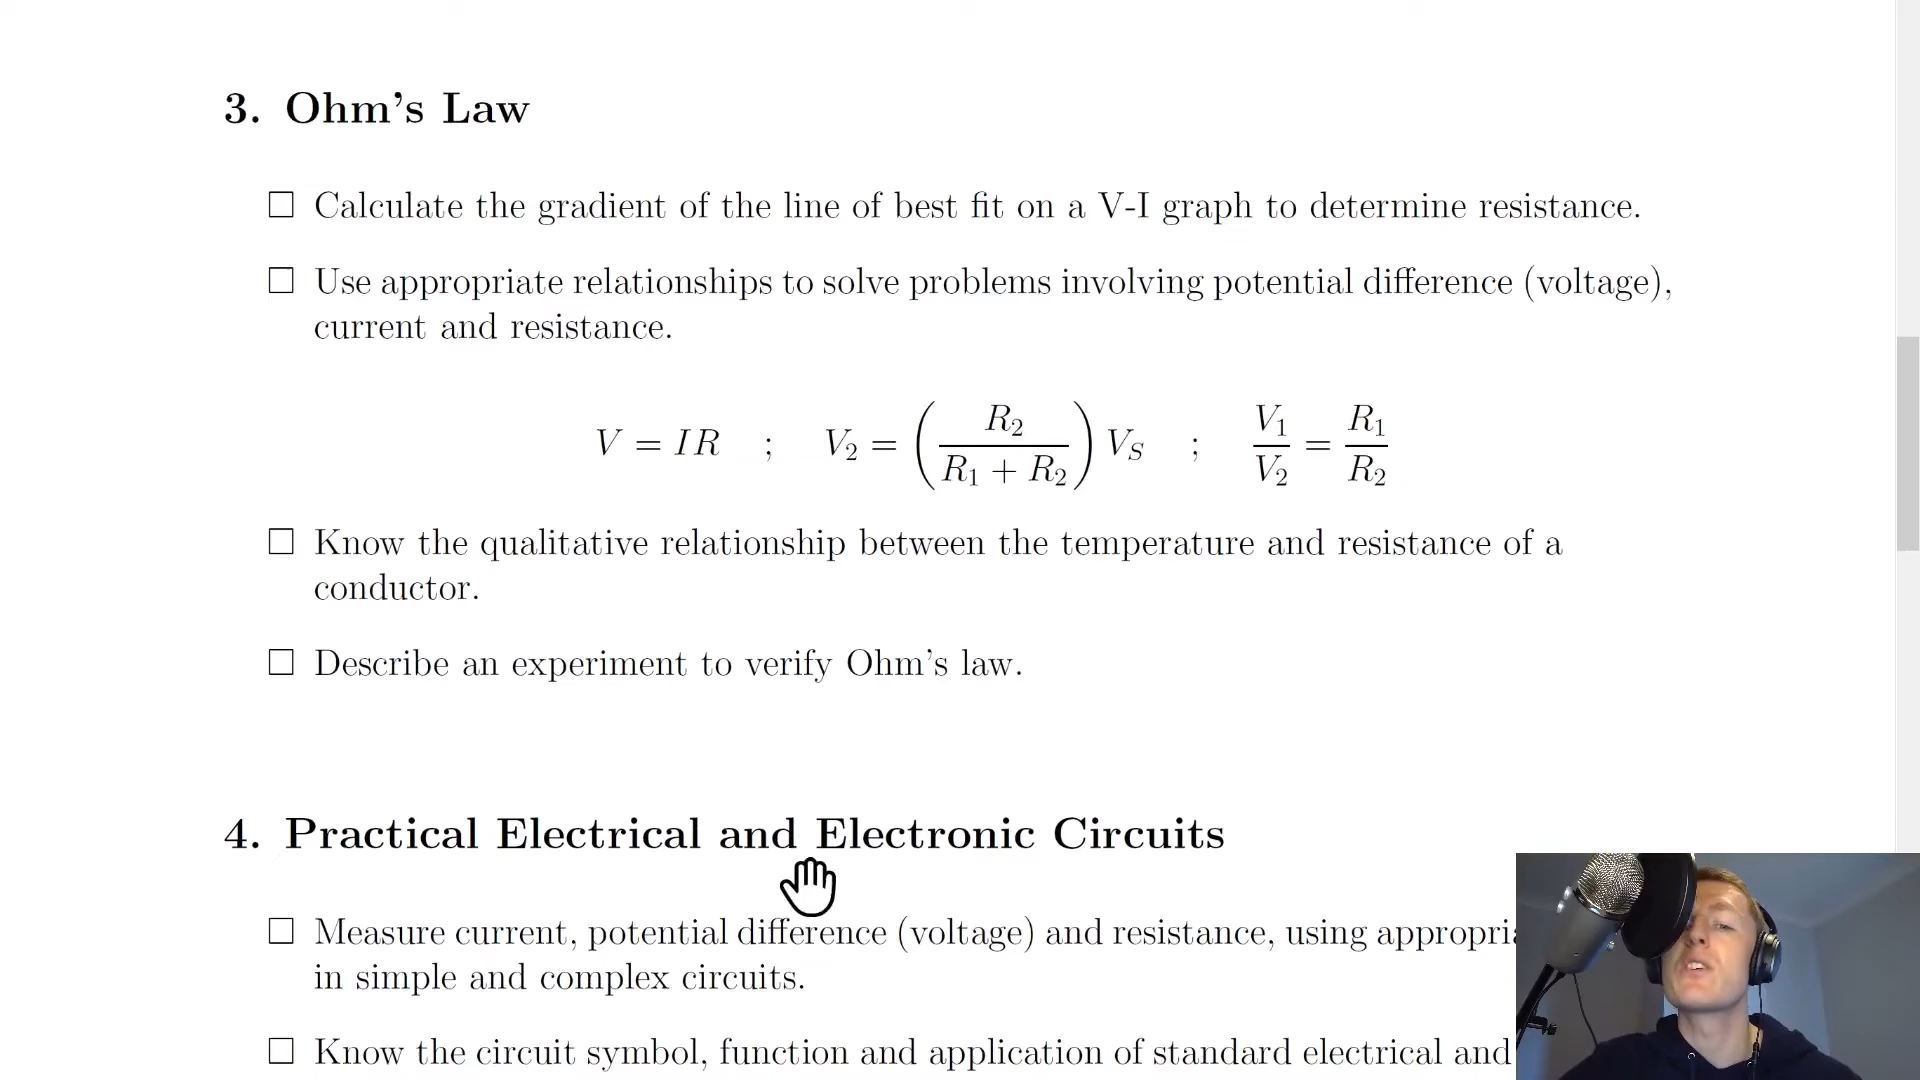 3. Ohm's Law
☐ Calculate the gradient of the line of best fit on a V-I graph to determine resistance.
☐ Use appropriate relationships to solve problems involving potential difference (voltage),
current and resistance.
V = IR ; V₂ = (R₂ / (R₁ + R₂)) V_S ; V₁/V₂ = R₁/R₂
☐ Know the qualitative relationship between the temperature and resistance of a
conductor.
☐ Describe an experiment to verify Ohm's law.
4. Practical Electrical and Electronic Circuits
☐ Measure current, potential difference (voltage) and resistance, using
in simple and complex circuits.
☐ Know the circuit symbol, function and application of standard electrical and